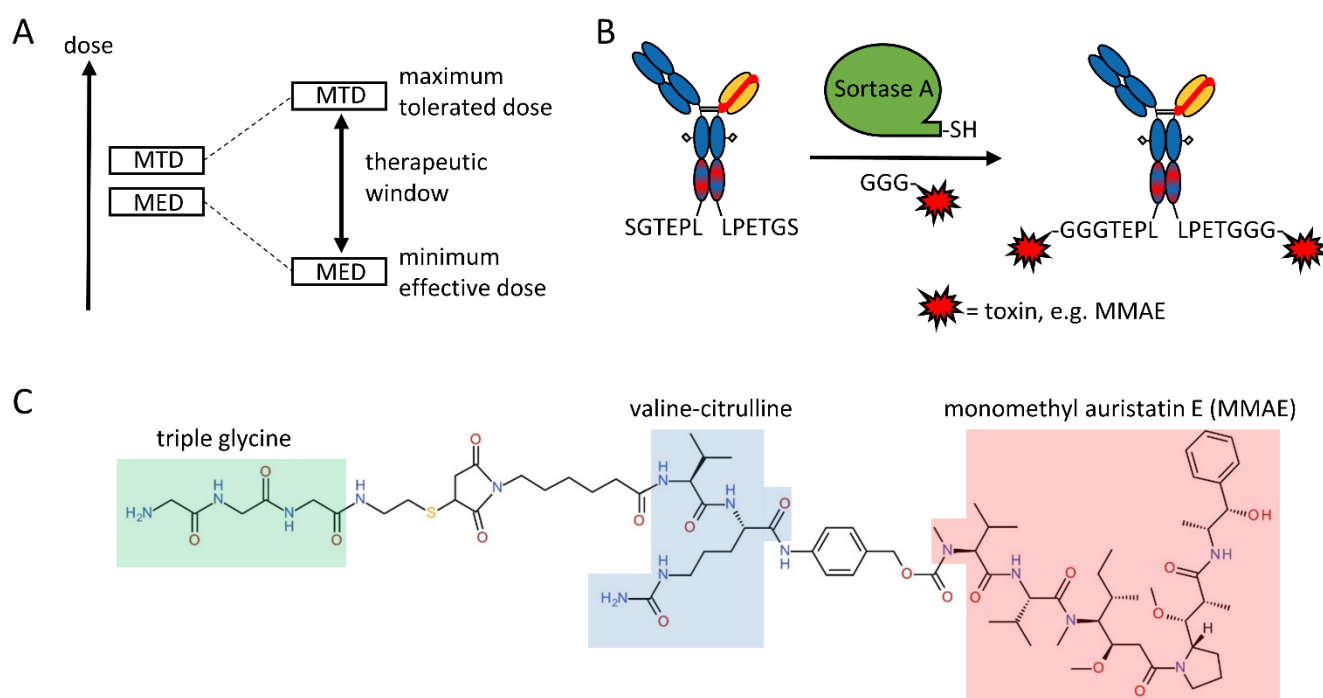 A
dose
MTD
MED
MTD
maximum
tolerated dose
therapeutic
window
MED
minimum
effective dose
B
Sortase A
-SH
GGG-
SGTEPL LPETGS
-GGGTEPL LPETGGG-
= toxin, e.g. MMAE
C
triple glycine
valine-citrulline
monomethyl auristatin E (MMAE)
H₂N
O
H
N
O
N
H
O
H
N
S
O
N
O
O
H
N
O
H
N
O
N
H
H
N
H₂N
O
O
O
N
O
H
N
O
N
O
O
N
H
O
O
NH
OH